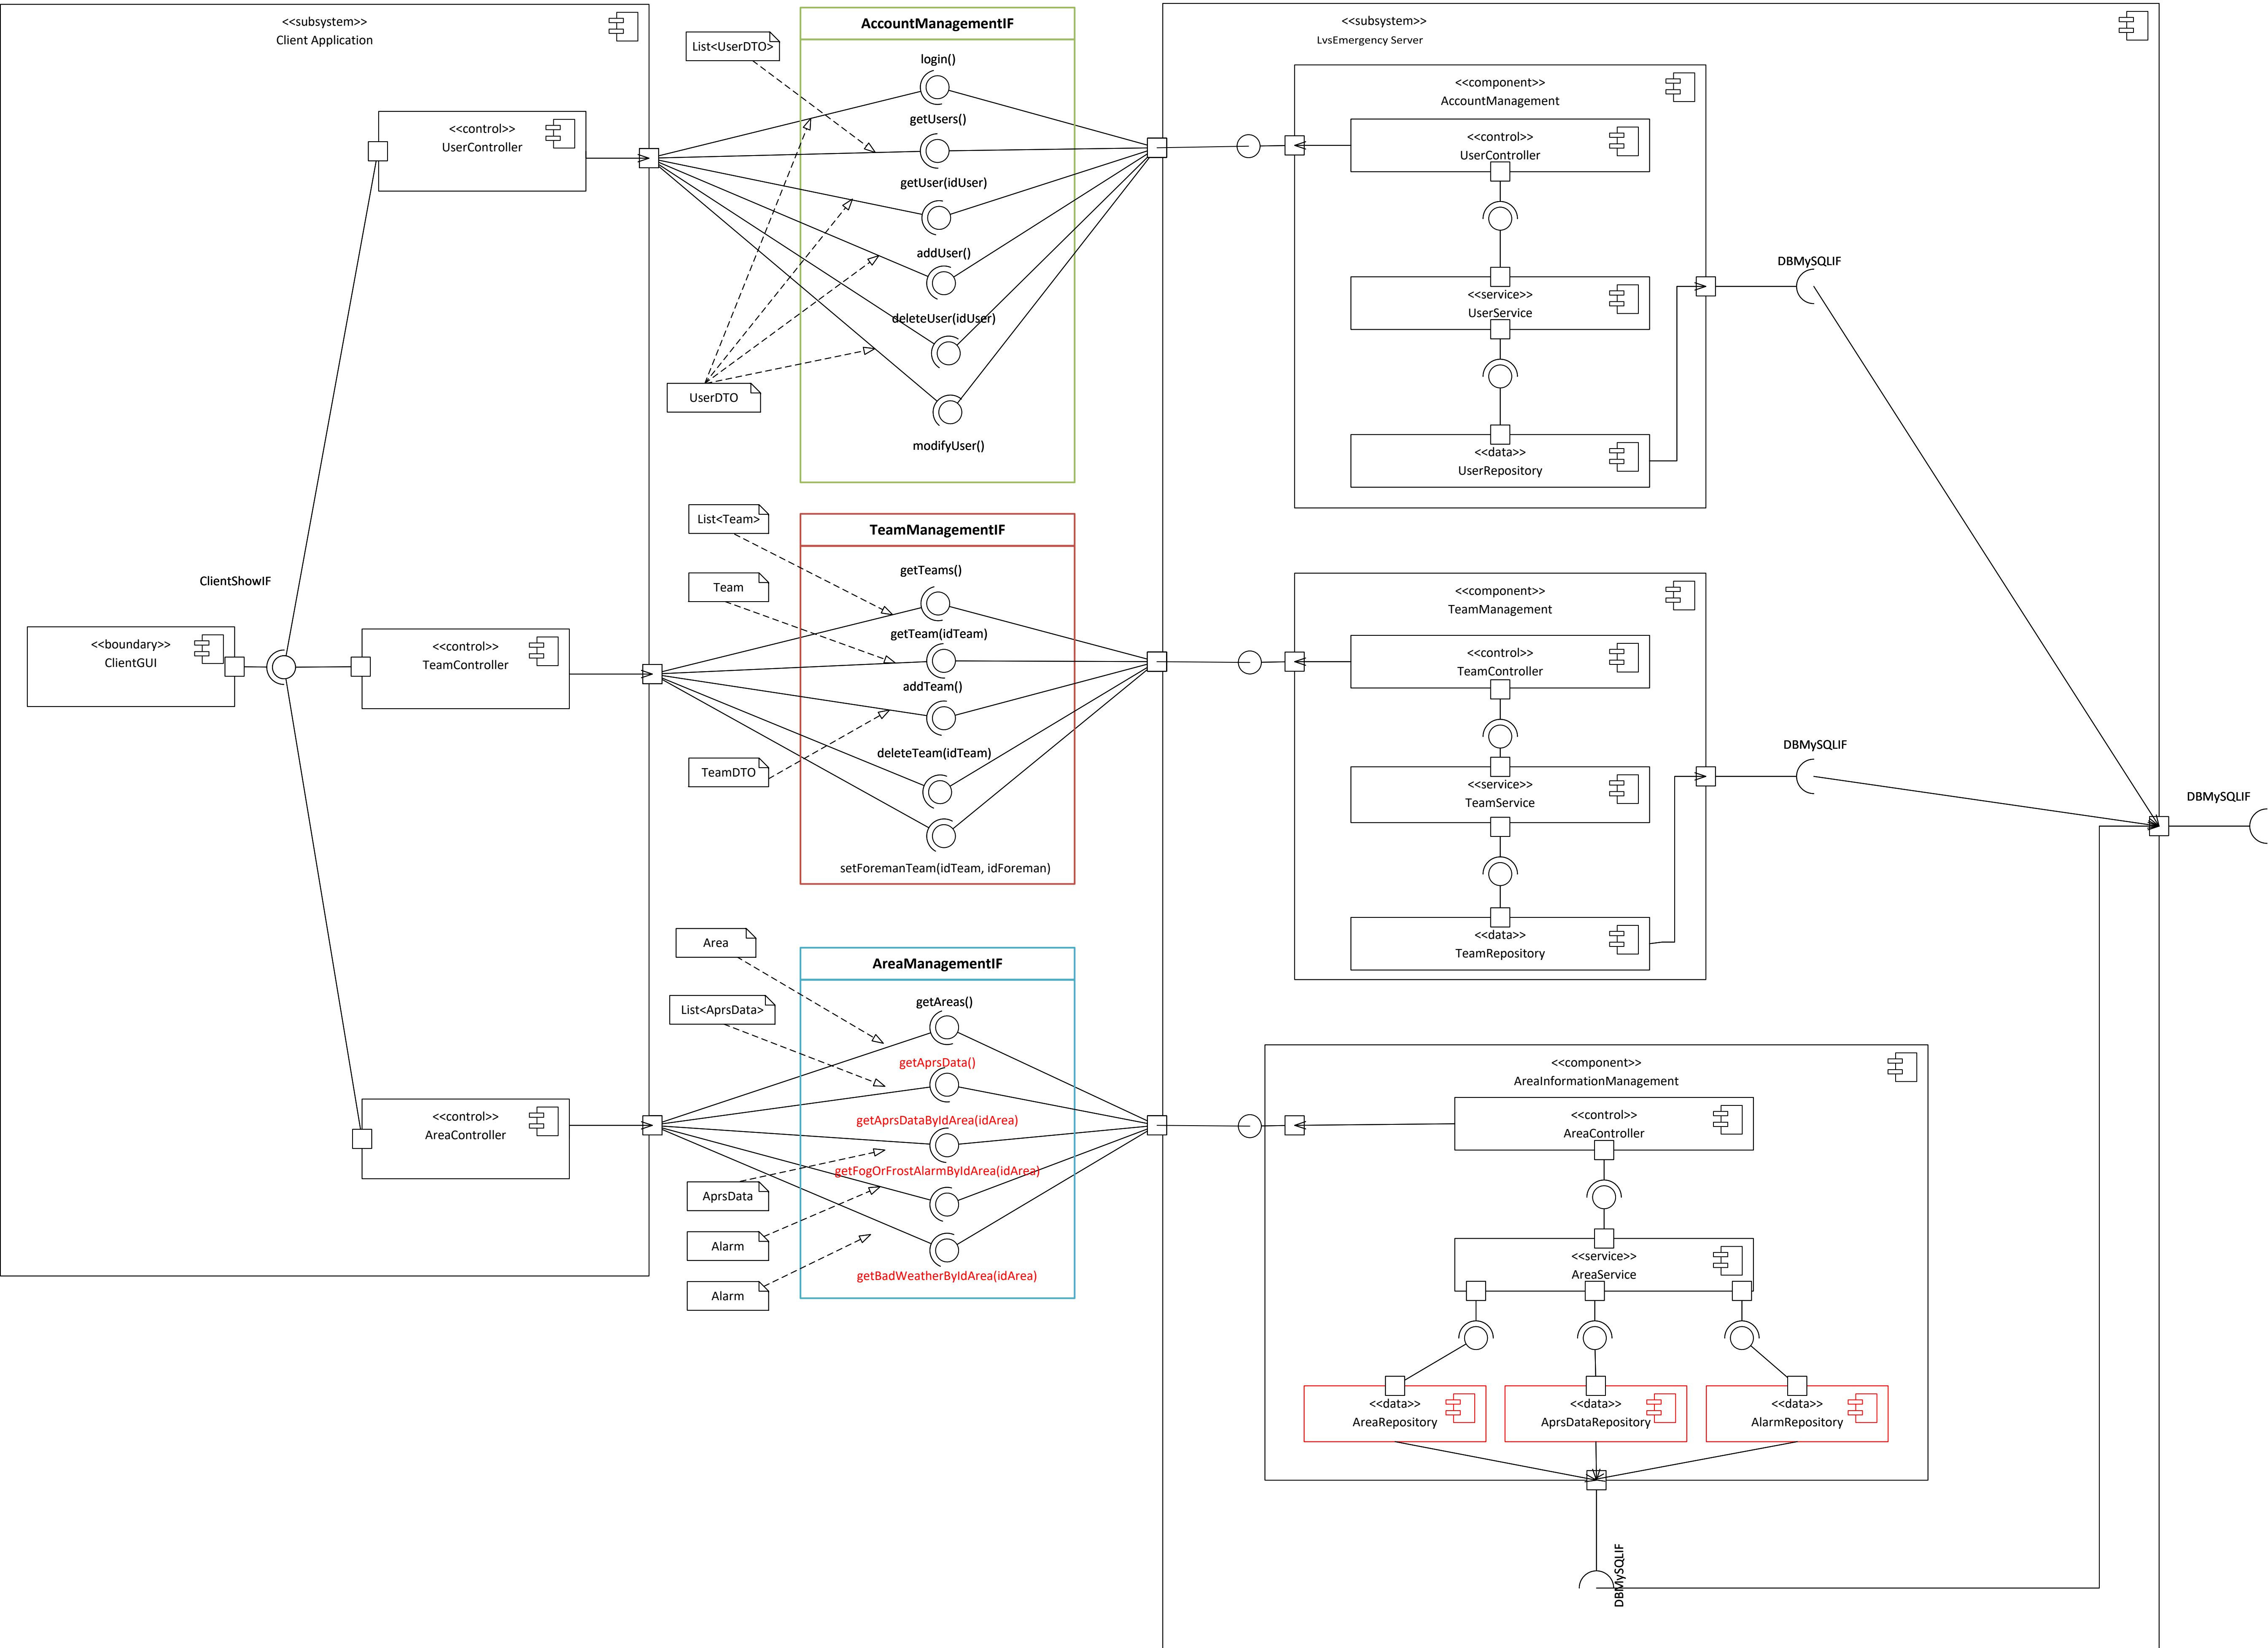 <<subsystem>>
Client Application
<<control>>
UserController
ClientShowIF
<<boundary>>
ClientGUI
<<control>>
TeamController
<<control>>
AreaController
List<UserDTO>
UserDTO
AccountManagementIF
login()
getUsers()
getUser(idUser)
addUser()
deleteUser(idUser)
modifyUser()
List<Team>
Team
TeamDTO
TeamManagementIF
getTeams()
getTeam(idTeam)
addTeam()
deleteTeam(idTeam)
setForemanTeam(idTeam, idForeman)
Area
List<AprsData>
AprsData
Alarm
Alarm
AreaManagementIF
getAreas()
getAprsData()
getAprsDataByIdArea(idArea)
getFogOrFrostAlarmByIdArea(idArea)
getBadWeatherByIdArea(idArea)
<<subsystem>>
LvsEmergency Server
<<component>>
AccountManagement
<<control>>
UserController
<<service>>
UserService
<<data>>
UserRepository
DBMySQLIF
<<component>>
TeamManagement
<<control>>
TeamController
<<service>>
TeamService
<<data>>
TeamRepository
DBMySQLIF
DBMySQLIF
<<component>>
AreaInformationManagement
<<control>>
AreaController
<<service>>
AreaService
<<data>>
AreaRepository
<<data>>
AprsDataRepository
<<data>>
AlarmRepository
DBMySQLIF